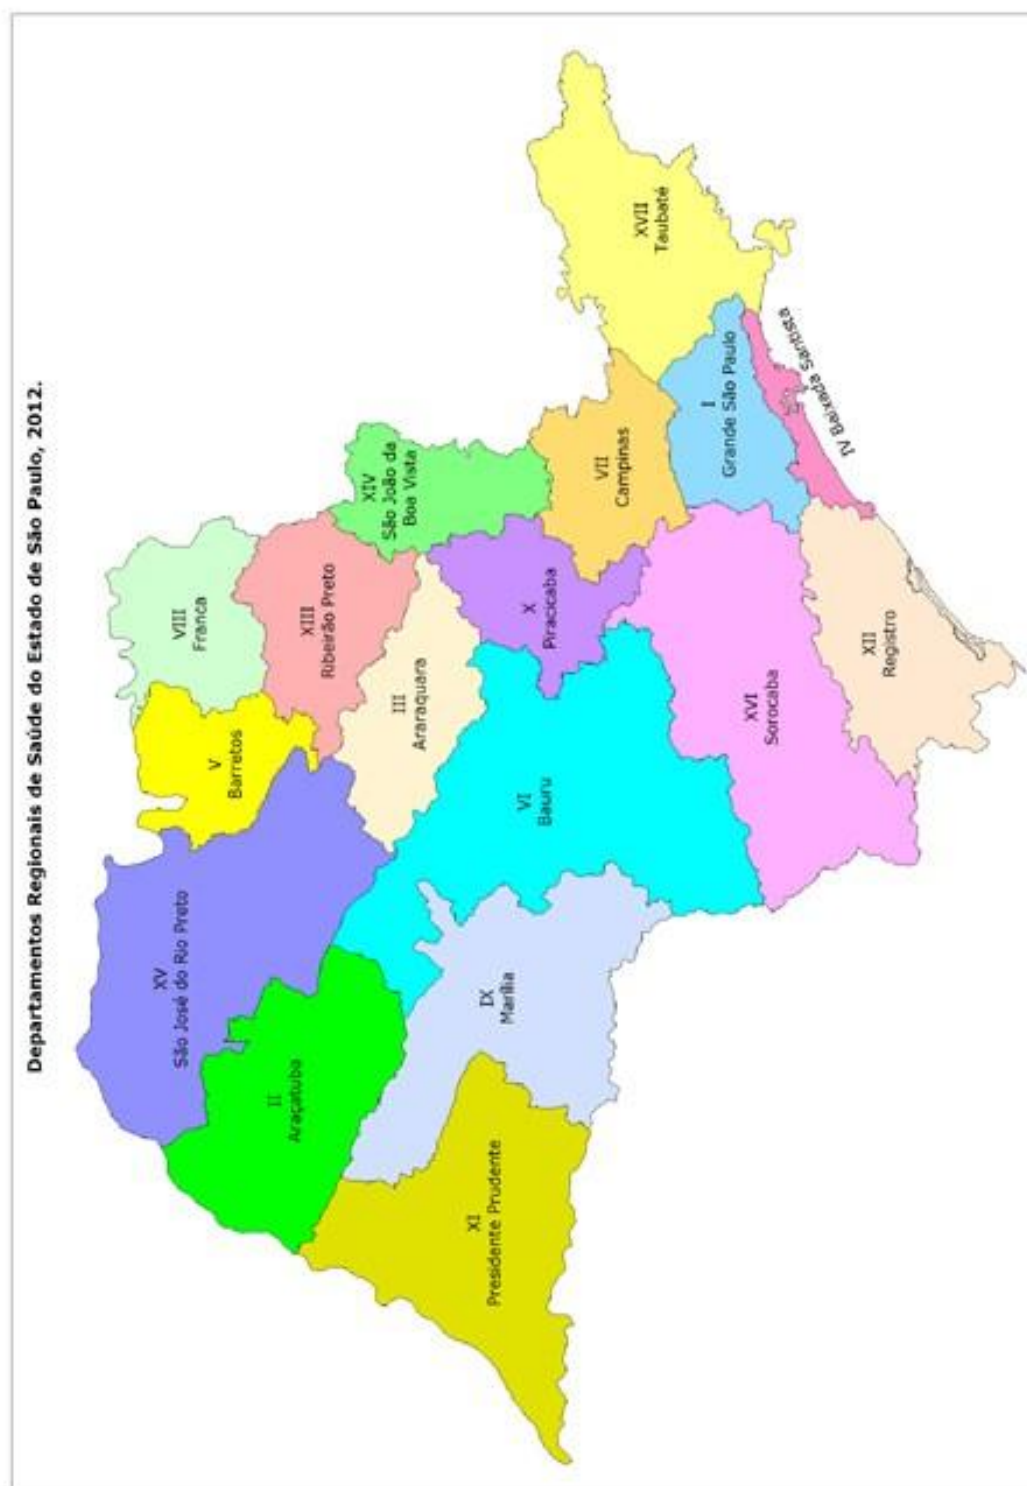 Departamentos Regionais de Saúde do Estado de São Paulo, 2012.
VIII
Franca
V
Barretos
XV
São José do Rio Preto
XIII
Ribeirão Preto
II
Araçatuba
XIV
São João da
Boa Vista
III
Araraquara
XI
Presidente Prudente
IX
Marília
VI
Bauru
X
Piracicaba
VII
Campinas
XVII
Taubaté
I
Grande São Paulo
XVI
Sorocaba
IV Baixada Santista
XII
Registro